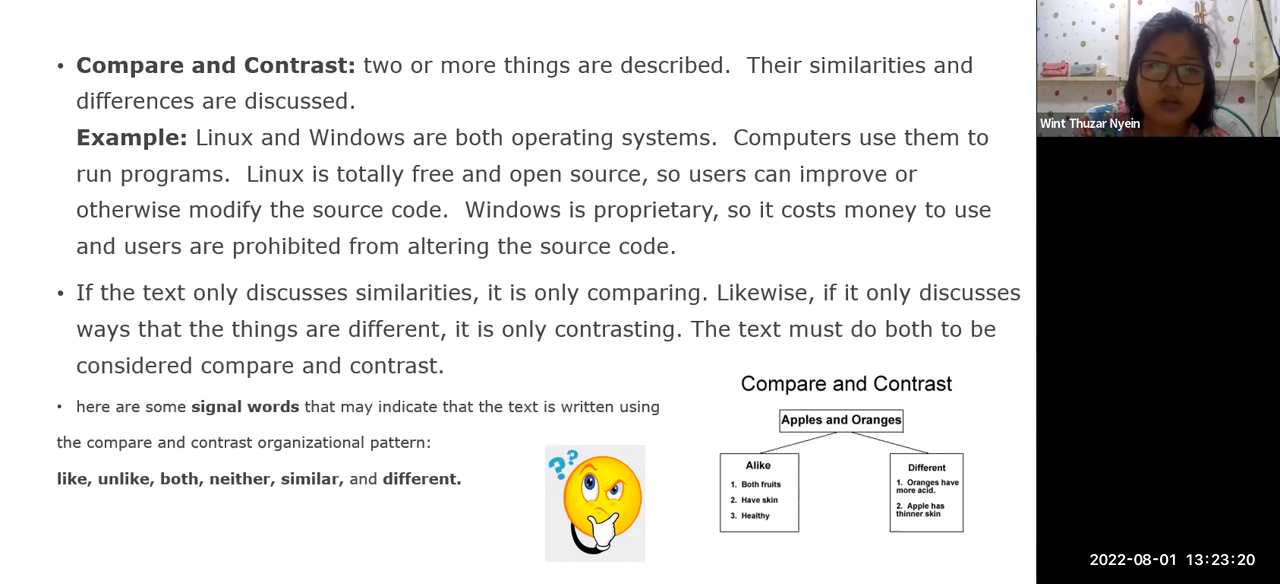 • Compare and Contrast: two or more things are described.  Their similarities and
differences are discussed.
Example: Linux and Windows are both operating systems.  Computers use them to
run programs.  Linux is totally free and open source, so users can improve or
otherwise modify the source code.  Windows is proprietary, so it costs money to use
and users are prohibited from altering the source code.
• If the text only discusses similarities, it is only comparing. Likewise, if it only discusses
ways that the things are different, it is only contrasting. The text must do both to be
considered compare and contrast.
• here are some signal words that may indicate that the text is written using
the compare and contrast organizational pattern:
like, unlike, both, neither, similar, and different.
??
Compare and Contrast
Apples and Oranges
Alike
1. Both fruits
2. Have skin
3. Healthy
Different
1. Oranges have
more acid.
2. Apple has
thinner skin
Wint Thuzar Nyein
2022-08-01 13:23:20